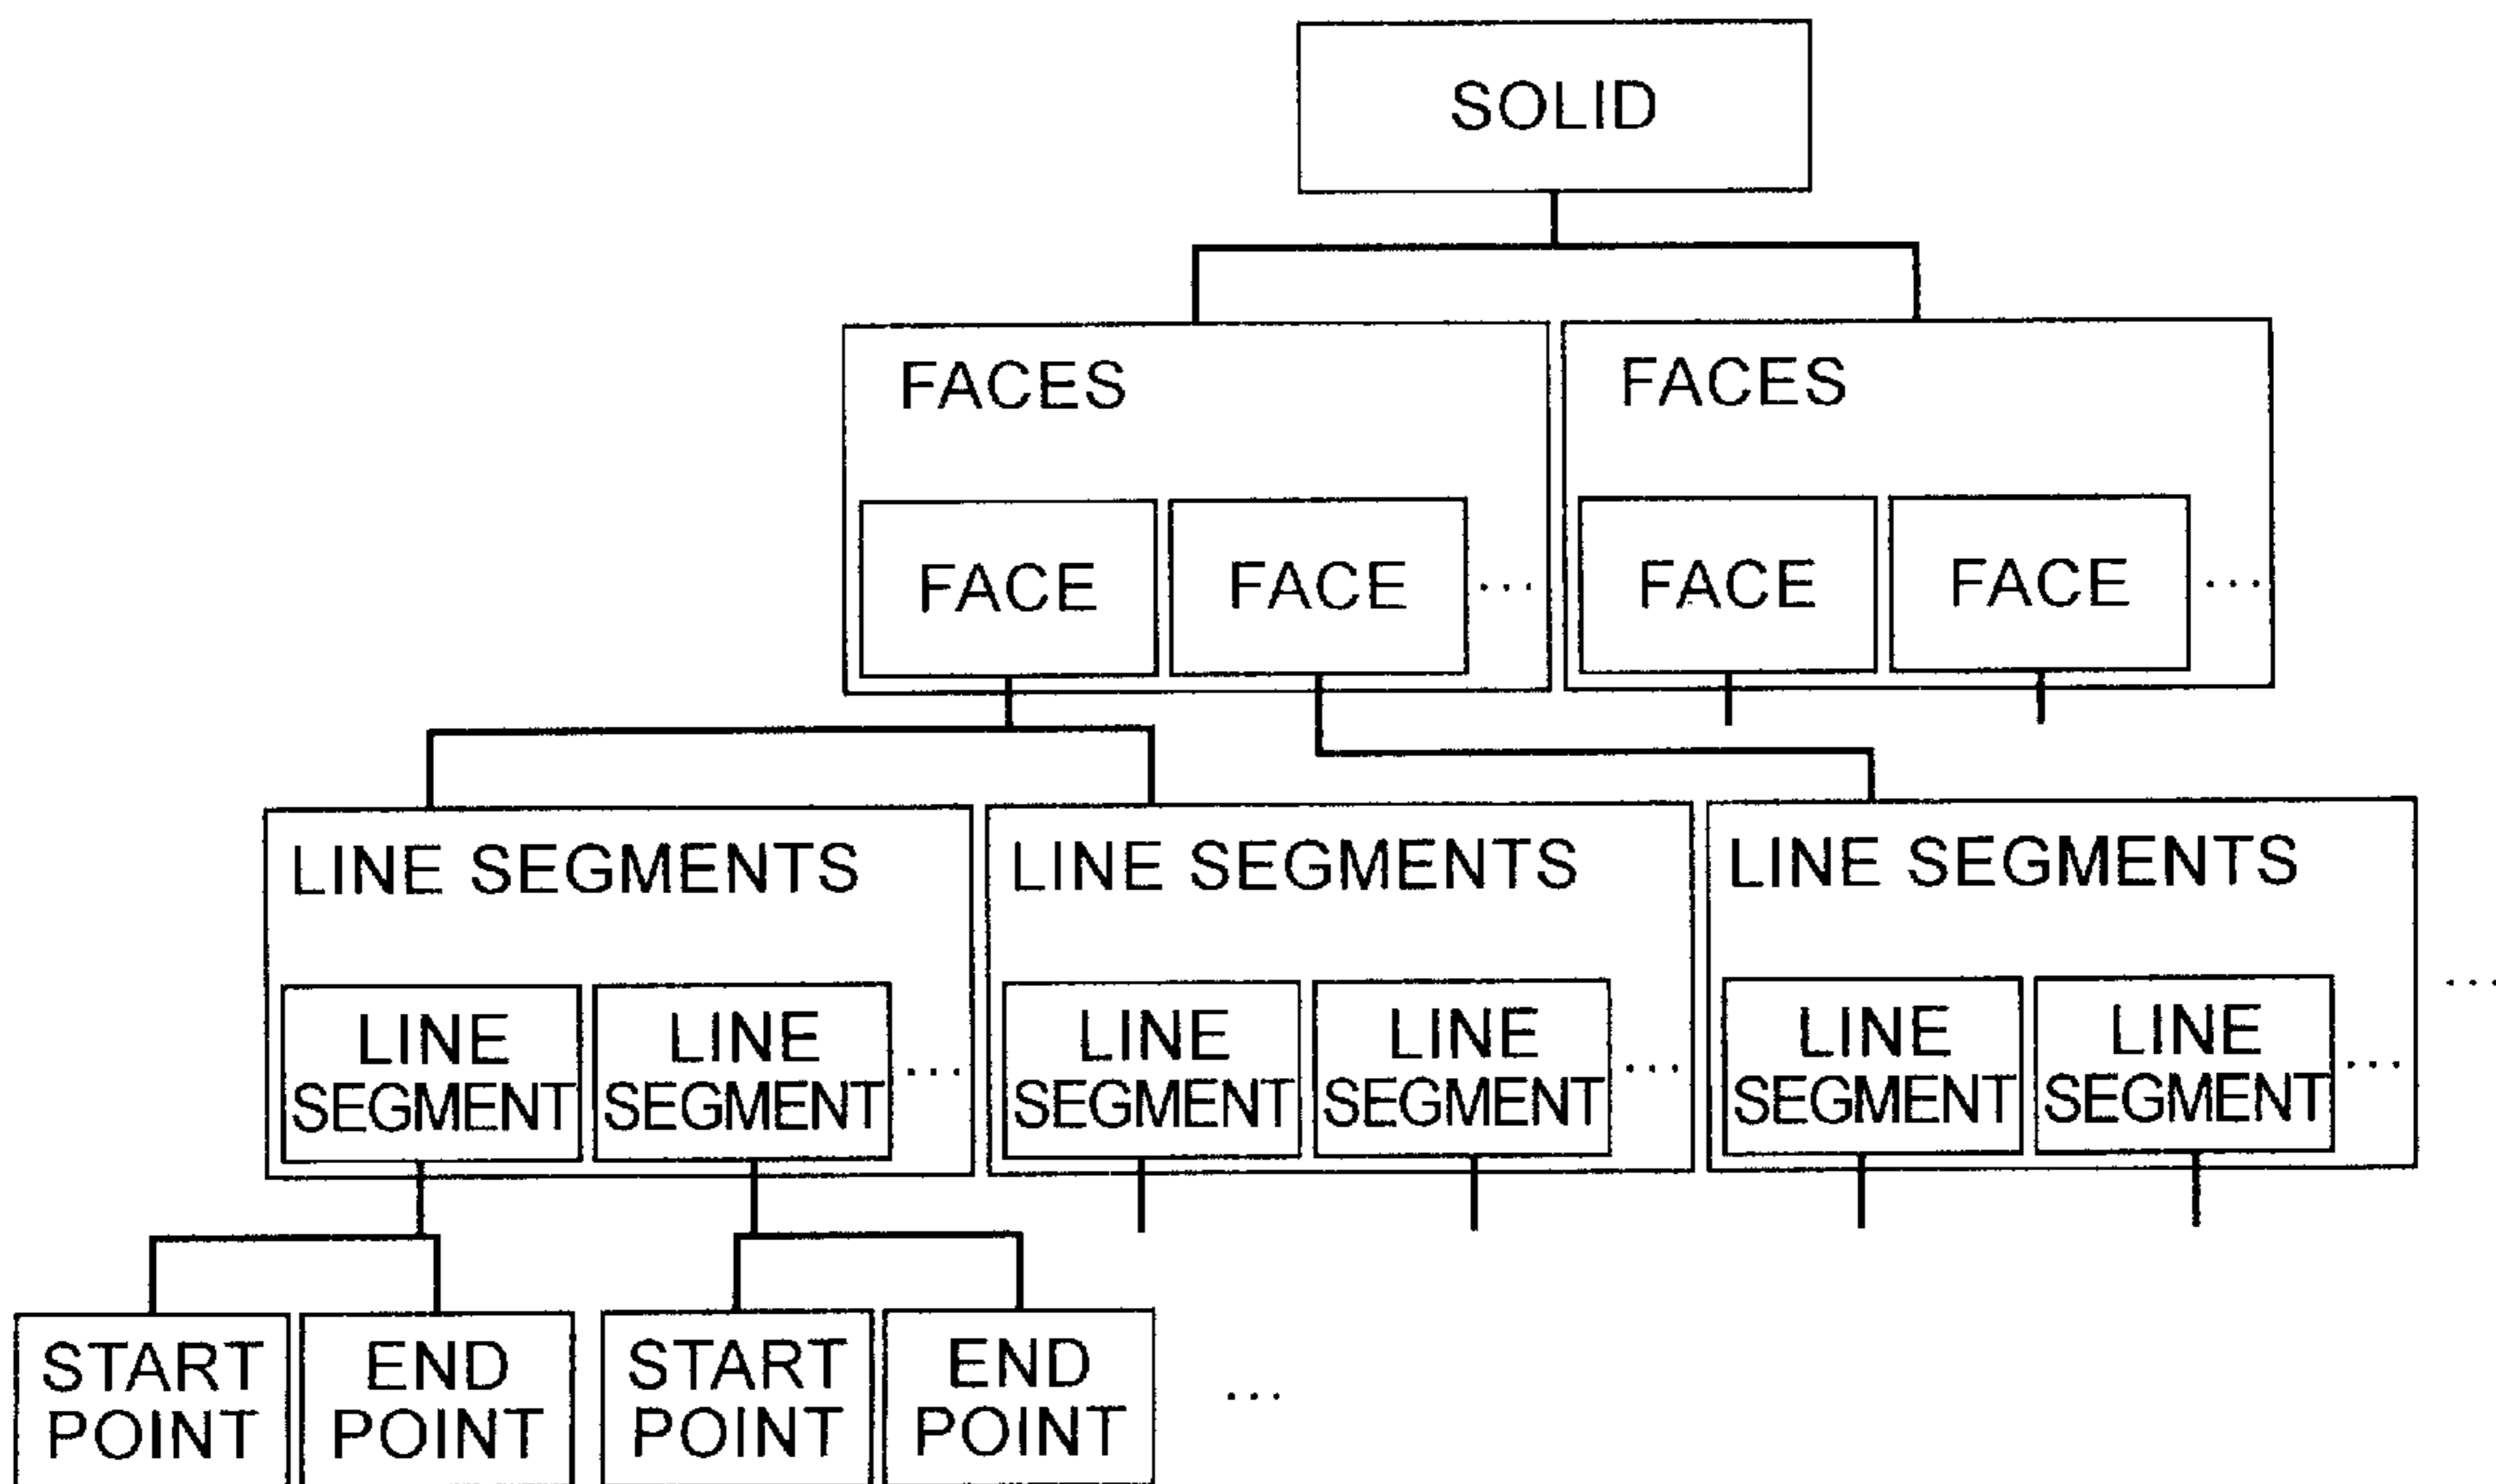 SOLID
FACES
FACES
FACE
FACE
...
FACE
FACE
...
LINE SEGMENTS
LINE SEGMENTS
LINE SEGMENTS
LINE
SEGMENT
LINE
SEGMENT
...
LINE
SEGMENT
LINE
SEGMENT
...
LINE
SEGMENT
LINE
SEGMENT
...
...
START
POINT
END
POINT
START
POINT
END
POINT
...